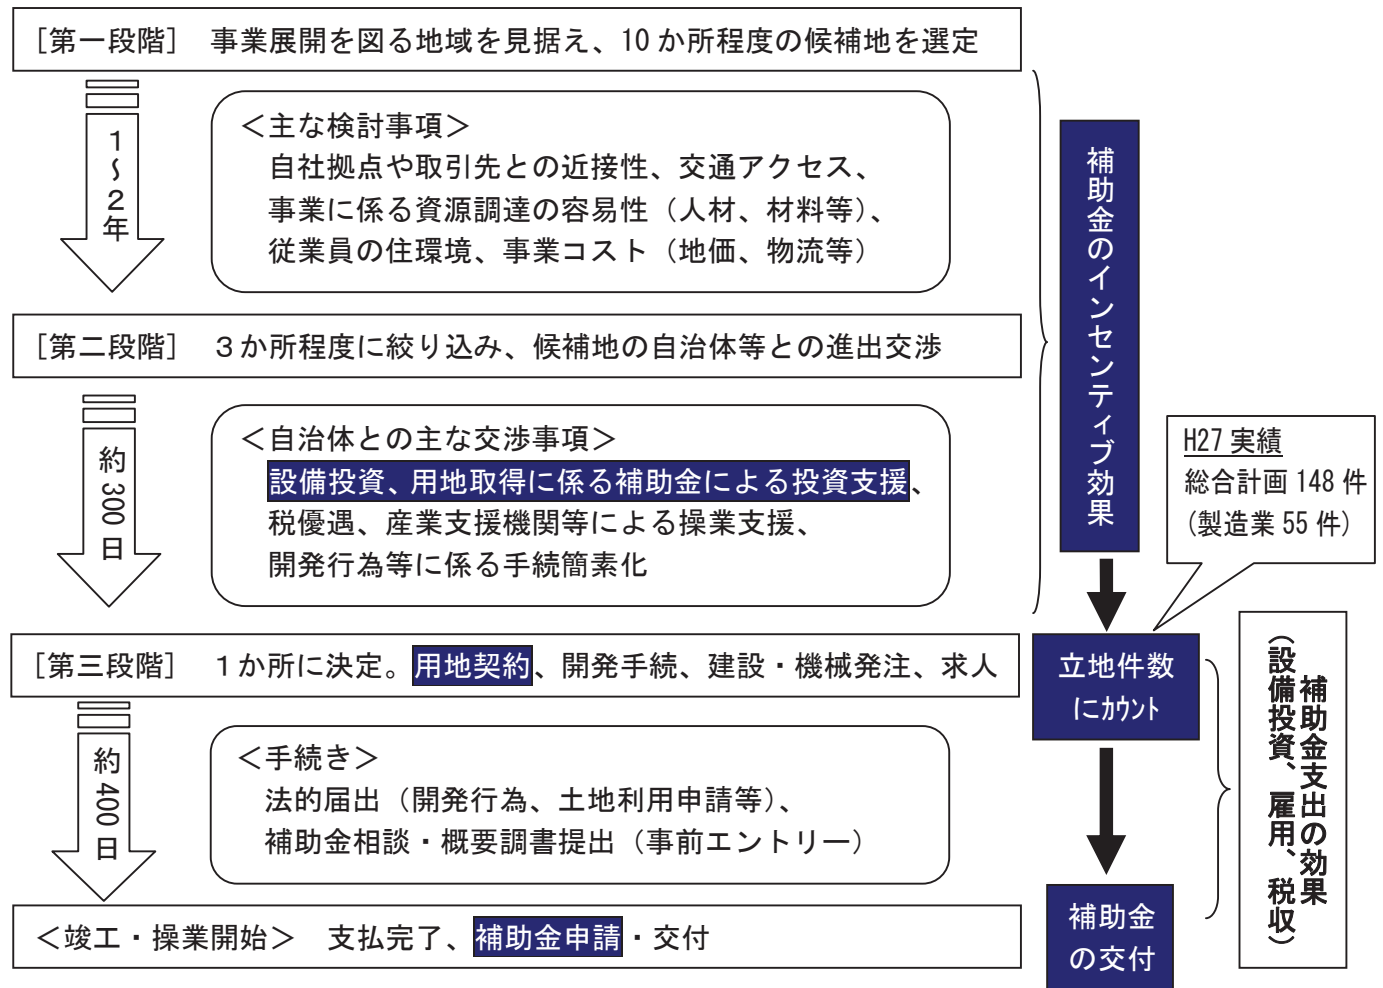 ［第一段階］　事業展開を図る地域を見据え、10か所程度の候補地を選定
1～2年
＜主な検討事項＞
自社拠点や取引先との近接性、交通アクセス、
事業に係る資源調達の容易性（人材、材料等）、
従業員の住環境、事業コスト（地価、物流等）
［第二段階］　３か所程度に絞り込み、候補地の自治体等との進出交渉
約300日
＜自治体との主な交渉事項＞
設備投資、用地取得に係る補助金による投資支援、
税優遇、産業支援機関等による操業支援、
開発行為等に係る手続簡素化
補助金のインセンティブ効果
H27 実績
総合計画 148 件
（製造業 55 件）
［第三段階］　１か所に決定。用地契約、開発手続、建設・機械発注、求人
約400日
＜手続き＞
法的届出（開発行為、土地利用申請等）、
補助金相談・概要調書提出（事前エントリー）
立地件数
にｶｳﾝﾄ
補助金支出の効果
（設備投資、雇用、税収）
＜竣工・操業開始＞　支払完了、補助金申請・交付
補助金
の交付